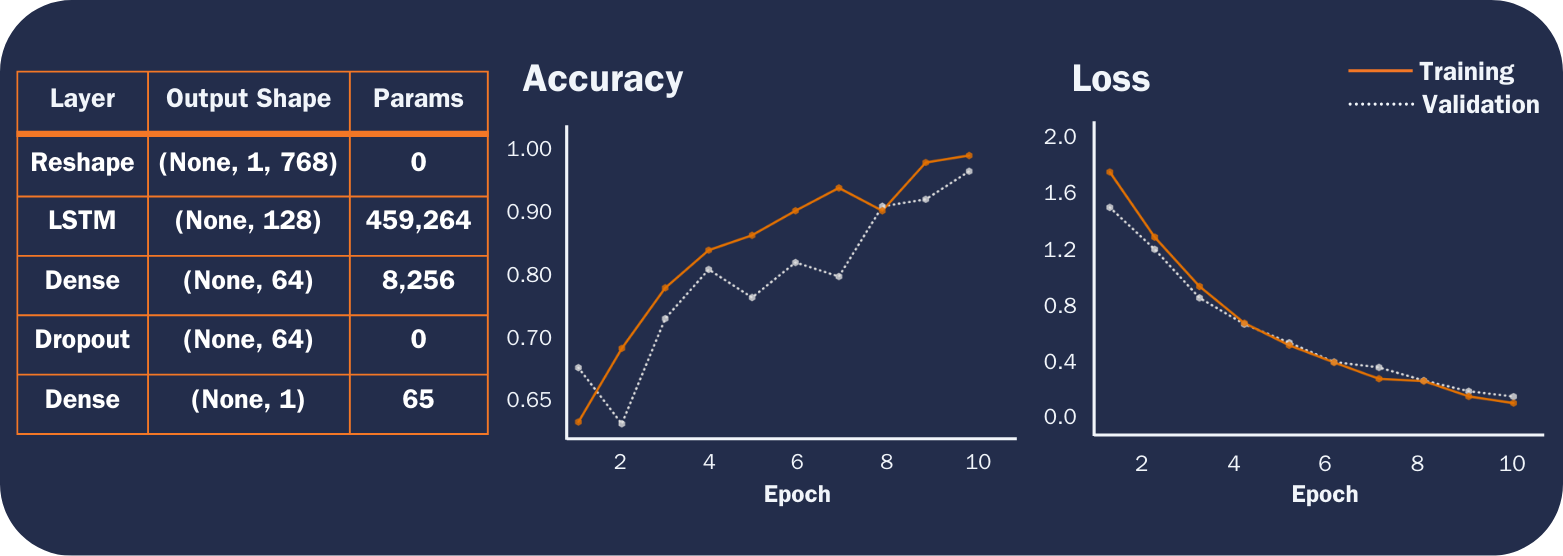 Layer Output Shape Params
Reshape (None, 1, 768) 0
LSTM (None, 128) 459,264
Dense (None, 64) 8,256
Dropout (None, 64) 0
Dense (None, 1) 65
Accuracy
1.00
0.90
0.80
0.70
0.65
2 4 6 8 10
Epoch
Loss
Training
Validation
2.0
1.6
1.2
0.8
0.4
0.0
2 4 6 8 10
Epoch